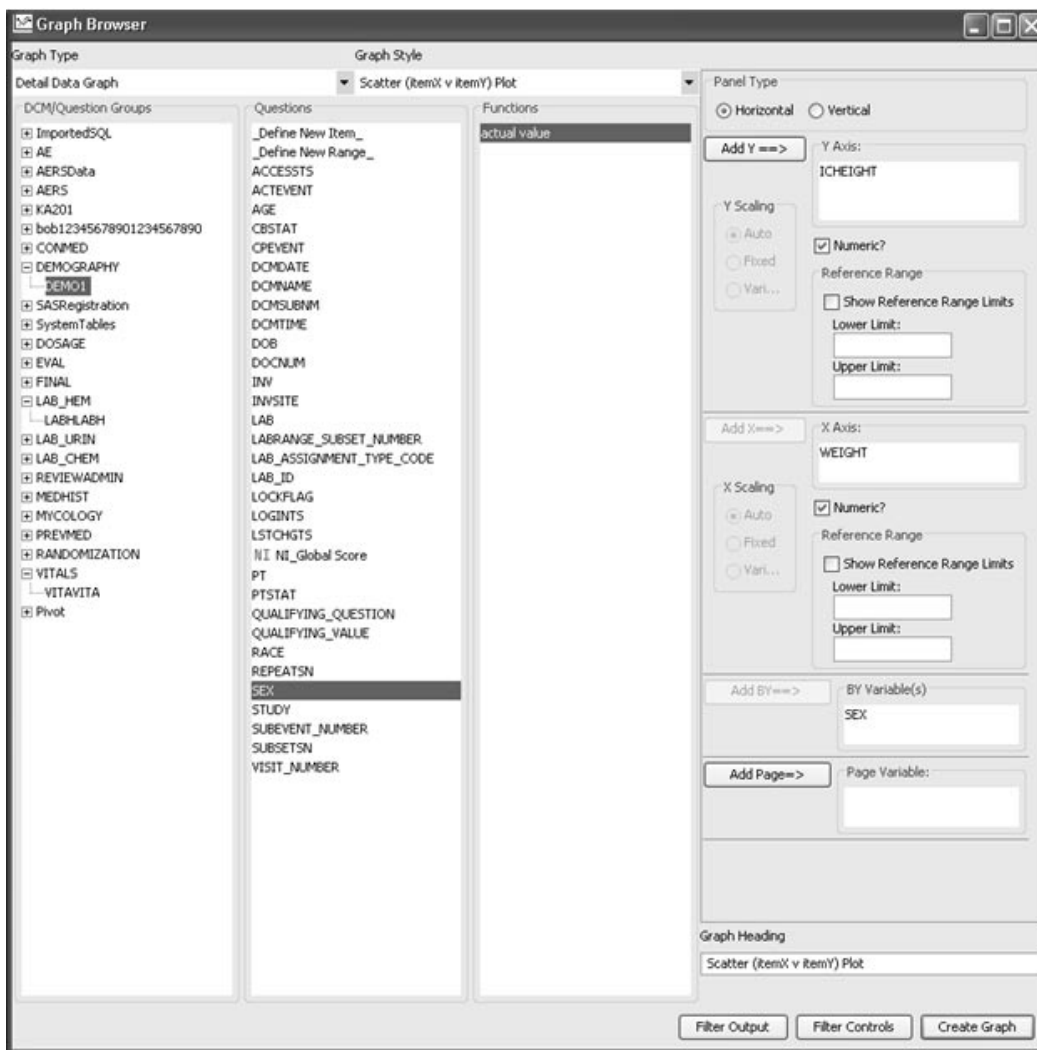 Graph Browser
Graph Type
Graph Style
Detail Data Graph
Scatter (itemX v itemY) Plot
DCM/Question Groups
ImportedSQL
AE
AERSData
AERS
KA201
bob12345678901234567890
CONMED
DEMOGRAPHY
DEMO1
SASRegistration
SystemTables
DOSAGE
EVAL
FINAL
LAB_HEM
LABHLABH
LAB_URIN
LAB_CHEM
REVIEWADMIN
MEDHIST
MYCOLOGY
PREVMED
RANDOMIZATION
VITALS
VITAVITA
Pivot
Questions
_Define New Item_
_Define New Range_
ACCESSTS
ACTEVENT
AGE
CBSTAT
CPEVENT
DCMDATE
DCMNAME
DCMSUBNM
DCMTIME
DOB
DOCNUM
INV
INVSITE
LAB
LABRANGE_SUBSET_NUMBER
LAB_ASSIGNMENT_TYPE_CODE
LAB_ID
LOCKFLAG
LOGINTS
LSTCHGTS
NI NI_Global Score
PT
PTSTAT
QUALIFYING_QUESTION
QUALIFYING_VALUE
RACE
REPEATSN
SEX
STUDY
SUBEVENT_NUMBER
SUBSETSN
VISIT_NUMBER
Functions
actual value
Panel Type
Horizontal Vertical
Add Y ==>
Y Axis:
ICHEIGHT
Y Scaling
Auto
Fixed
Vari...
Numeric?
Reference Range
Show Reference Range Limits
Lower Limit:
Upper Limit:
Add X==>
X Axis:
WEIGHT
X Scaling
Auto
Fixed
Vari...
Numeric?
Reference Range
Show Reference Range Limits
Lower Limit:
Upper Limit:
Add BY==>
BY Variable(s)
SEX
Add Page=>
Page Variable:
Graph Heading
Scatter (itemX v itemY) Plot
Filter Output
Filter Controls
Create Graph